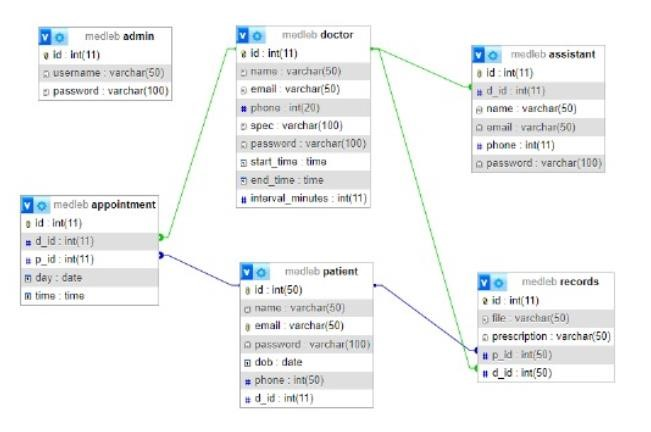 medleb admin
id : int(11)
username : varchar(50)
password : varchar(100)
medleb doctor
id : int(11)
name : varchar(50)
email : varchar(50)
phone : int(20)
spec : varchar(100)
password : varchar(100)
start_time : time
end_time : time
interval_minutes : int(11)
medleb assistant
id : int(11)
d_id : int(11)
name : varchar(50)
email : varchar(50)
phone : int(11)
password : varchar(100)
medleb appointment
id : int(11)
d_id : int(11)
p_id : int(11)
day : date
time : time
medleb patient
id : int(50)
name : varchar(50)
email : varchar(50)
password : varchar(100)
dob : date
phone : int(50)
d_id : int(11)
medleb records
id : int(11)
file : varchar(50)
prescription : varchar(50)
p_id : int(50)
d_id : int(50)